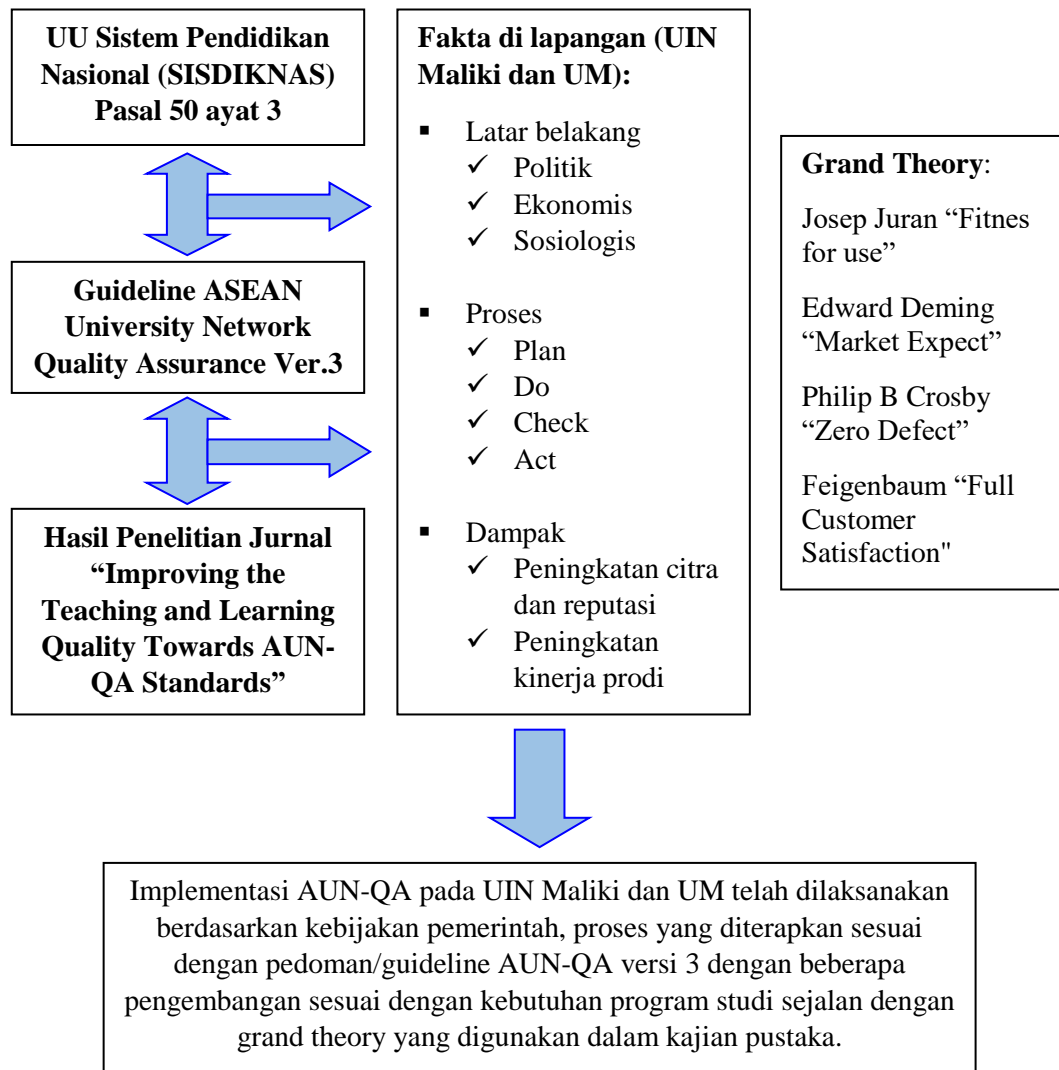 UU Sistem Pendidikan
Nasional (SISDIKNAS)
Pasal 50 ayat 3
Guideline ASEAN
University Network
Quality Assurance Ver.3
Hasil Penelitian Jurnal
“Improving the
Teaching and Learning
Quality Towards AUN-
QA Standards”
Fakta di lapangan (UIN
Maliki dan UM):
▪ Latar belakang
✓ Politik
✓ Ekonomis
✓ Sosiologis
▪ Proses
✓ Plan
✓ Do
✓ Check
✓ Act
▪ Dampak
✓ Peningkatan citra
dan reputasi
✓ Peningkatan
kinerja prodi
Grand Theory:
Josep Juran “Fitnes
for use”
Edward Deming
“Market Expect”
Philip B Crosby
“Zero Defect”
Feigenbaum “Full
Customer
Satisfaction"
Implementasi AUN-QA pada UIN Maliki dan UM telah dilaksanakan
berdasarkan kebijakan pemerintah, proses yang diterapkan sesuai
dengan pedoman/guideline AUN-QA versi 3 dengan beberapa
pengembangan sesuai dengan kebutuhan program studi sejalan dengan
grand theory yang digunakan dalam kajian pustaka.